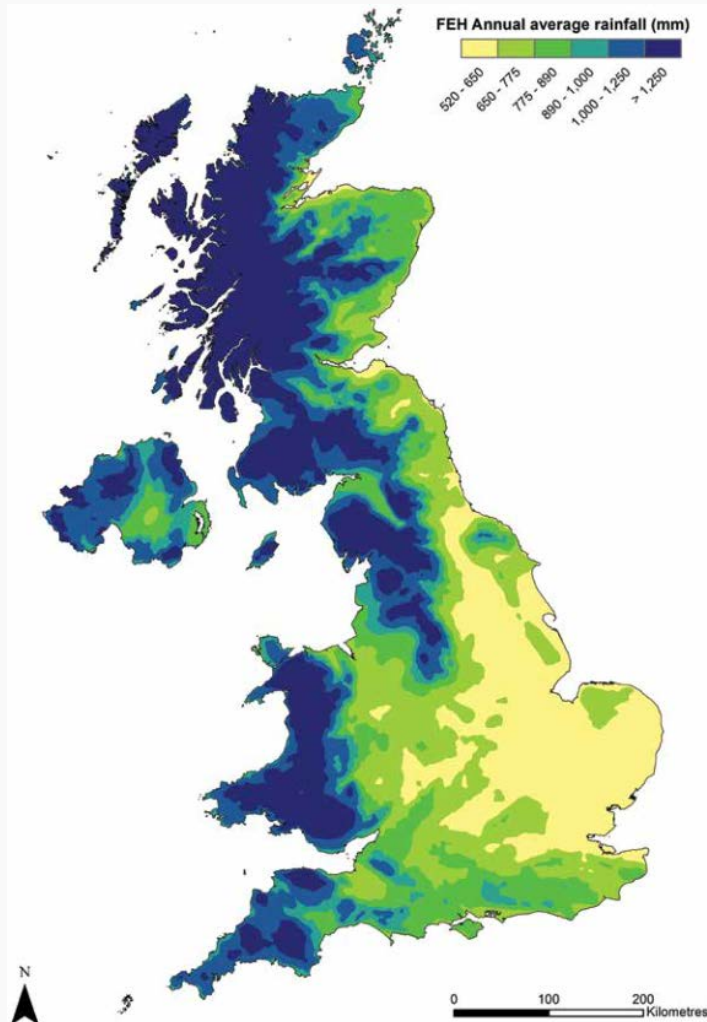 FEH Annual average rainfall (mm)
520 - 650
650 - 775
775 - 890
890 - 1,000
1,000 - 1,250
> 1,250
N
0 100 200
Kilometres